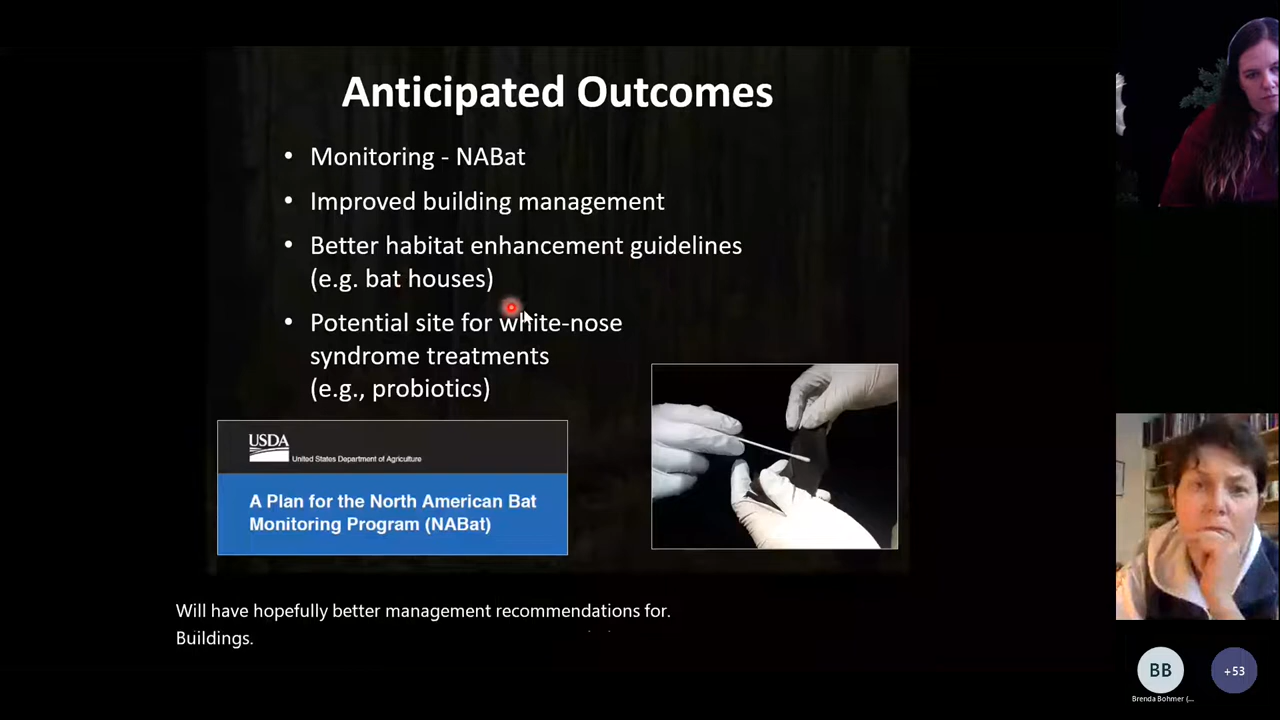 Anticipated Outcomes
• Monitoring - NABat
• Improved building management
• Better habitat enhancement guidelines
(e.g. bat houses)
• Potential site for white-nose
syndrome treatments
(e.g., probiotics)
USDA
United States Department of Agriculture
A Plan for the North American Bat
Monitoring Program (NABat)
Will have hopefully better management recommendations for.
Buildings.
BB
+53
Brenda Bohmer (...